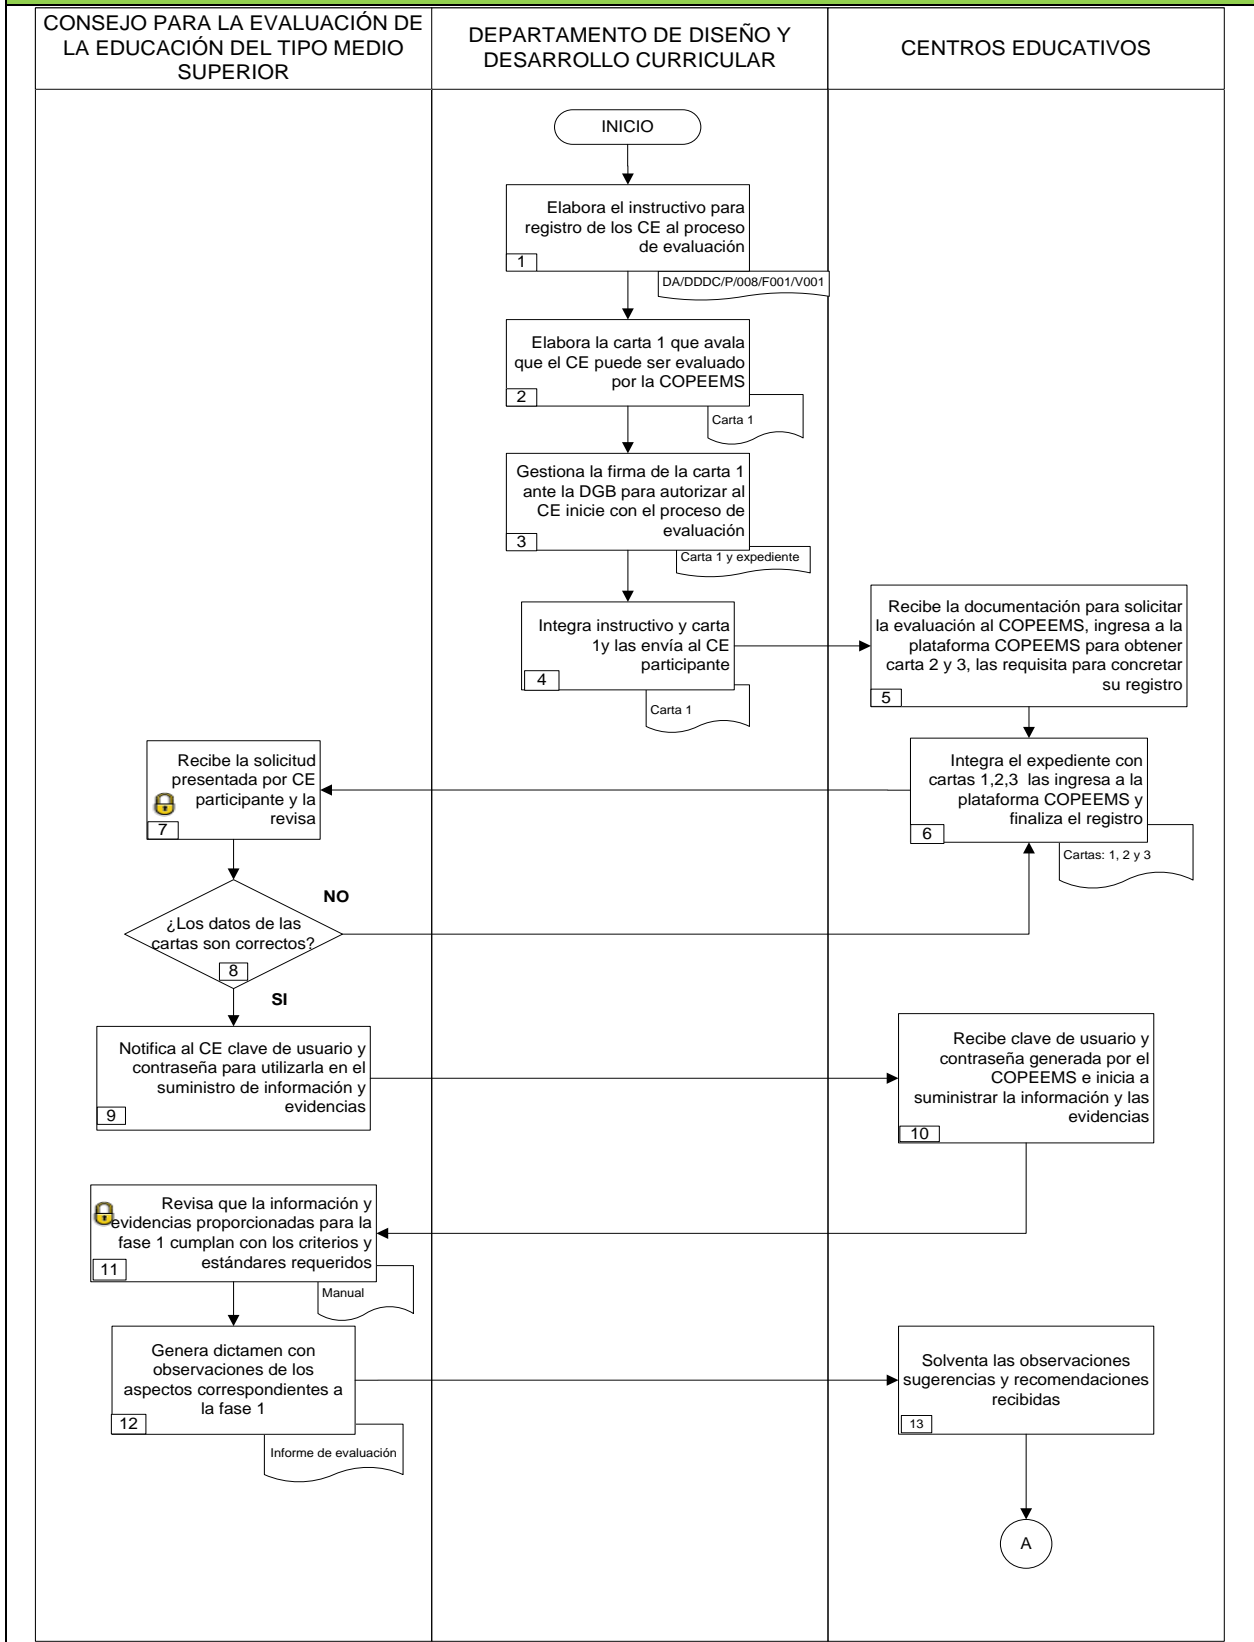 CONSEJO PARA LA EVALUACIÓN DE
LA EDUCACIÓN DEL TIPO MEDIO
SUPERIOR
DEPARTAMENTO DE DISEÑO Y
DESARROLLO CURRICULAR
CENTROS EDUCATIVOS
INICIO
Elabora el instructivo para
registro de los CE al proceso
de evaluación
1
DA/DDDC/P/008/F001/V001
Elabora la carta 1 que avala
que el CE puede ser evaluado
por la COPEEMS
2
Carta 1
Gestiona la firma de la carta 1
ante la DGB para autorizar al
CE inicie con el proceso de
evaluación
3
Carta 1 y expediente
Integra instructivo y carta
1y las envía al CE
participante
4
Carta 1
Recibe la documentación para solicitar
la evaluación al COPEEMS, ingresa a la
plataforma COPEEMS para obtener
carta 2 y 3, las requisita para concretar
su registro
5
Integra el expediente con
cartas 1,2,3 las ingresa a la
plataforma COPEEMS y
finaliza el registro
6
Cartas: 1, 2 y 3
Recibe la solicitud
presentada por CE
participante y la
revisa
7
¿Los datos de las
cartas son correctos?
8
NO
SI
Notifica al CE clave de usuario y
contraseña para utilizarla en el
suministro de información y
evidencias
9
Recibe clave de usuario y
contraseña generada por el
COPEEMS e inicia a
suministrar la información y las
evidencias
10
Revisa que la información y
evidencias proporcionadas para la
fase 1 cumplan con los criterios y
estándares requeridos
11
Manual
Genera dictamen con
observaciones de los
aspectos correspondientes a
la fase 1
12
Informe de evaluación
Solventa las observaciones
sugerencias y recomendaciones
recibidas
13
A